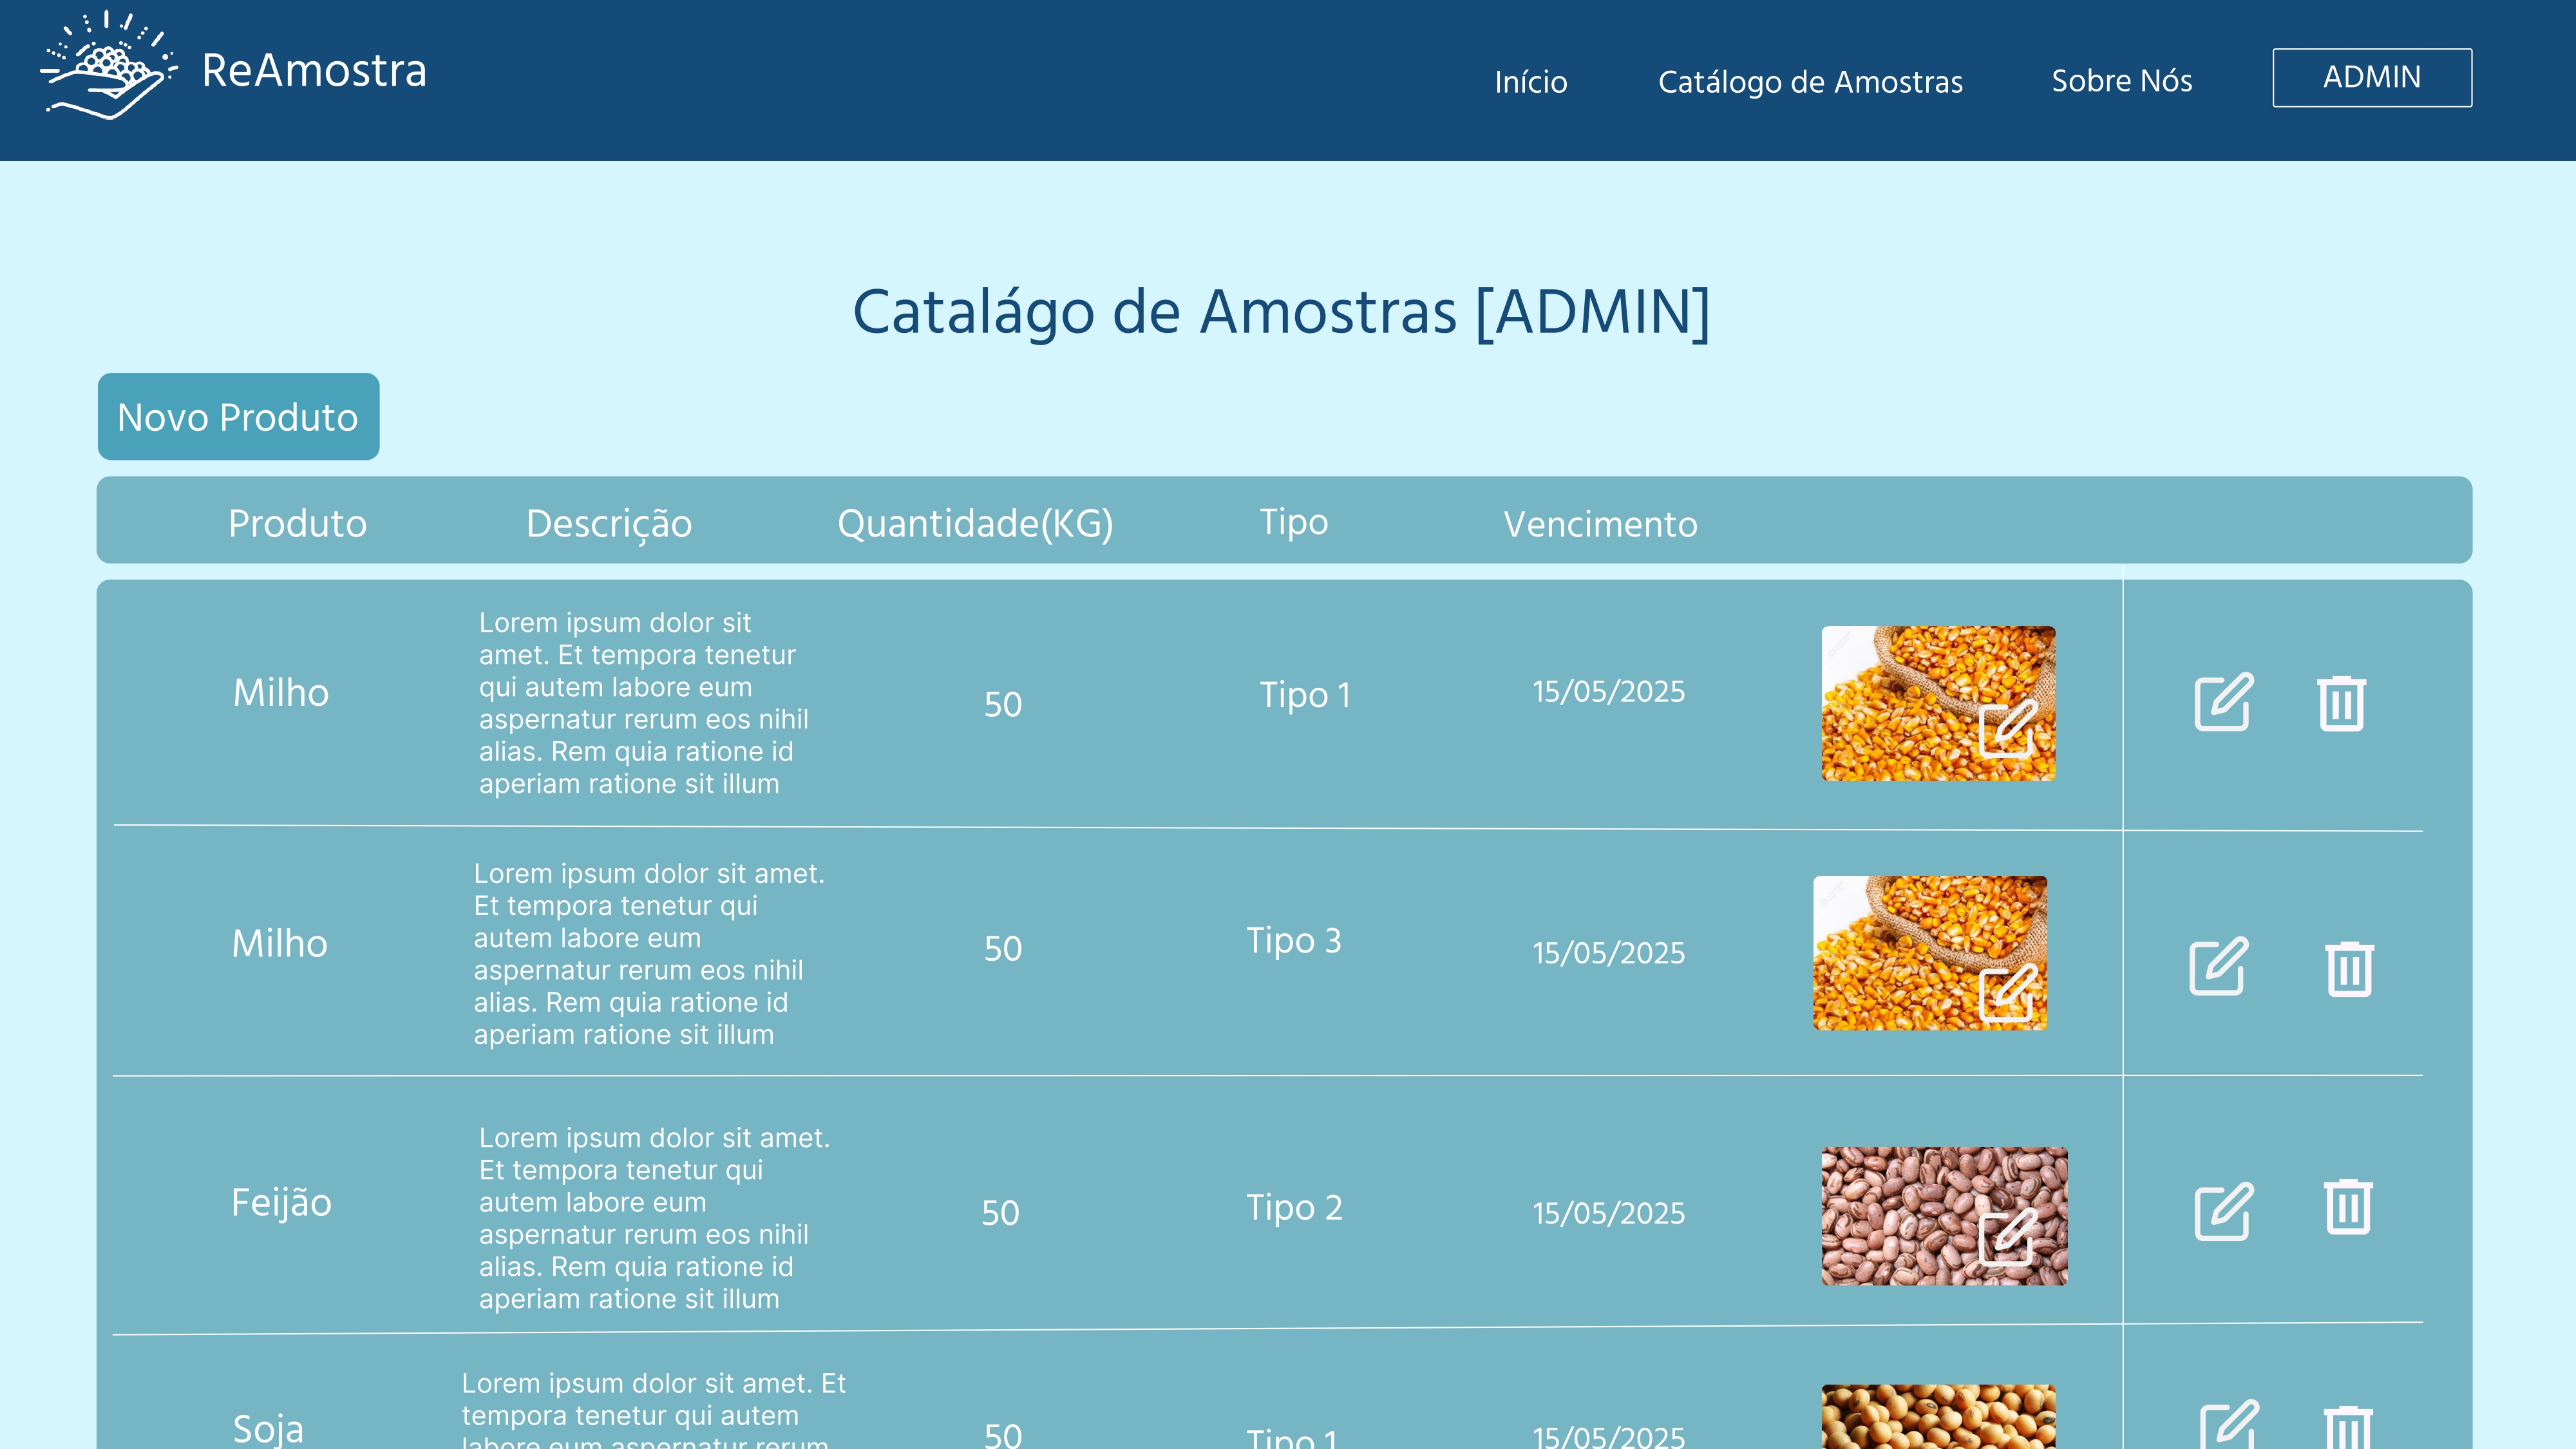 ReAmostra
Início
Catálogo de Amostras
Sobre Nós
ADMIN
Catalágo de Amostras [ADMIN]
Novo Produto
Produto
Descrição
Quantidade(KG)
Tipo
Vencimento
Milho
Lorem ipsum dolor sit
amet. Et tempora tenetur
qui autem labore eum
aspernatur rerum eos nihil
alias. Rem quia ratione id
aperiam ratione sit illum
50
Tipo 1
15/05/2025
Milho
Lorem ipsum dolor sit amet.
Et tempora tenetur qui
autem labore eum
aspernatur rerum eos nihil
alias. Rem quia ratione id
aperiam ratione sit illum
50
Tipo 3
15/05/2025
Feijão
Lorem ipsum dolor sit amet.
Et tempora tenetur qui
autem labore eum
aspernatur rerum eos nihil
alias. Rem quia ratione id
aperiam ratione sit illum
50
Tipo 2
15/05/2025
Soja
Lorem ipsum dolor sit amet. Et
tempora tenetur qui autem
labore eum aspernatur rerum
50
Tipo 1
15/05/2025